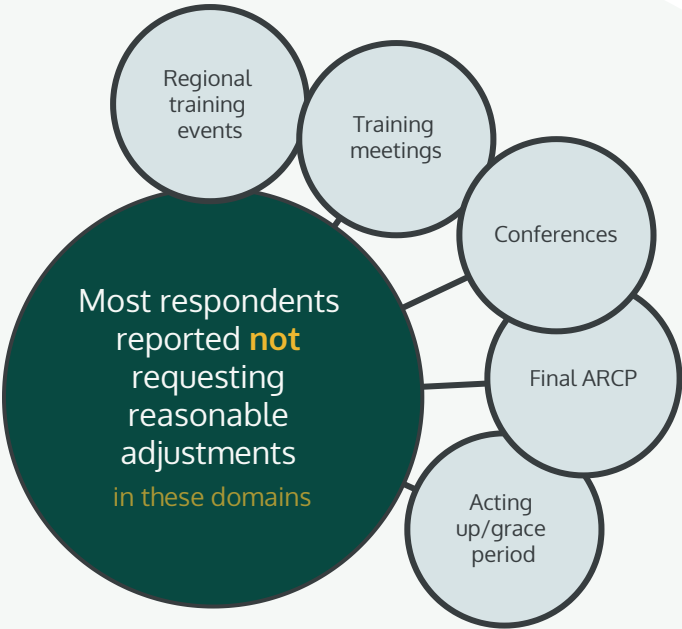 Regional
training
events
Training
meetings
Conferences
Final ARCP
Acting
up/grace
period
Most respondents
reported not
requesting
reasonable
adjustments
in these domains